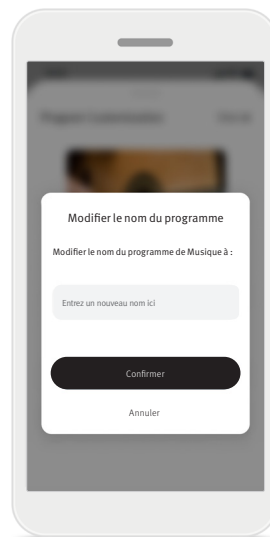 Modifier le nom du programme
Modifier le nom du programme de Musique à :
Entrez un nouveau nom ici
Confirmer
Annuler